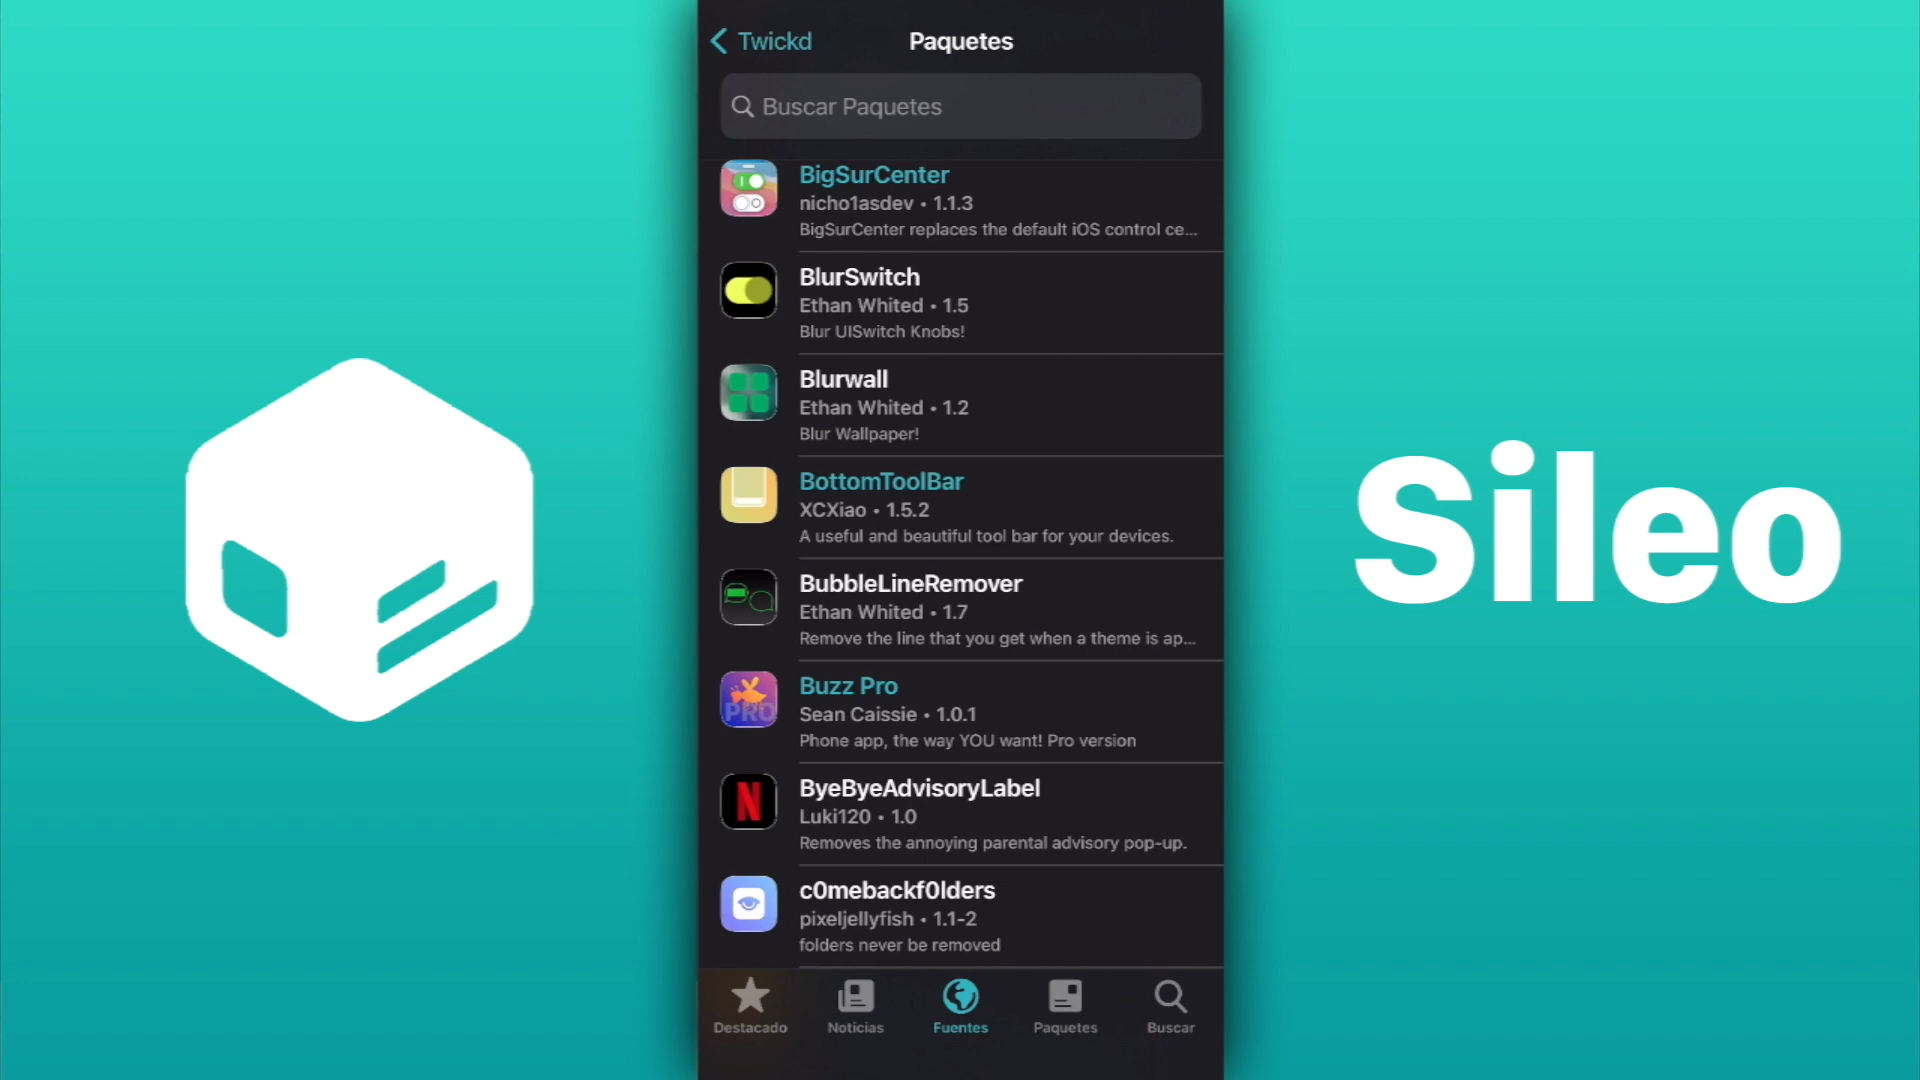 Twickd
Paquetes
Buscar Paquetes
BigSurCenter
nicho1asdev • 1.1.3
BigSurCenter replaces the default iOS control ce...
BlurSwitch
Ethan Whited • 1.5
Blur UISwitch Knobs!
Blurwall
Ethan Whited • 1.2
Blur Wallpaper!
BottomToolBar
XCXiao • 1.5.2
A useful and beautiful tool bar for your devices.
BubbleLineRemover
Ethan Whited • 1.7
Remove the line that you get when a theme is ap...
PRO
Buzz Pro
Sean Caissie • 1.0.1
Phone app, the way YOU want! Pro version
N
ByeByeAdvisoryLabel
Luki120 • 1.0
Removes the annoying parental advisory pop-up.
c0mebackf0lders
pixeljellyfish • 1.1-2
folders never be removed
Destacado
Noticias
Fuentes
Paquetes
Buscar
Sileo